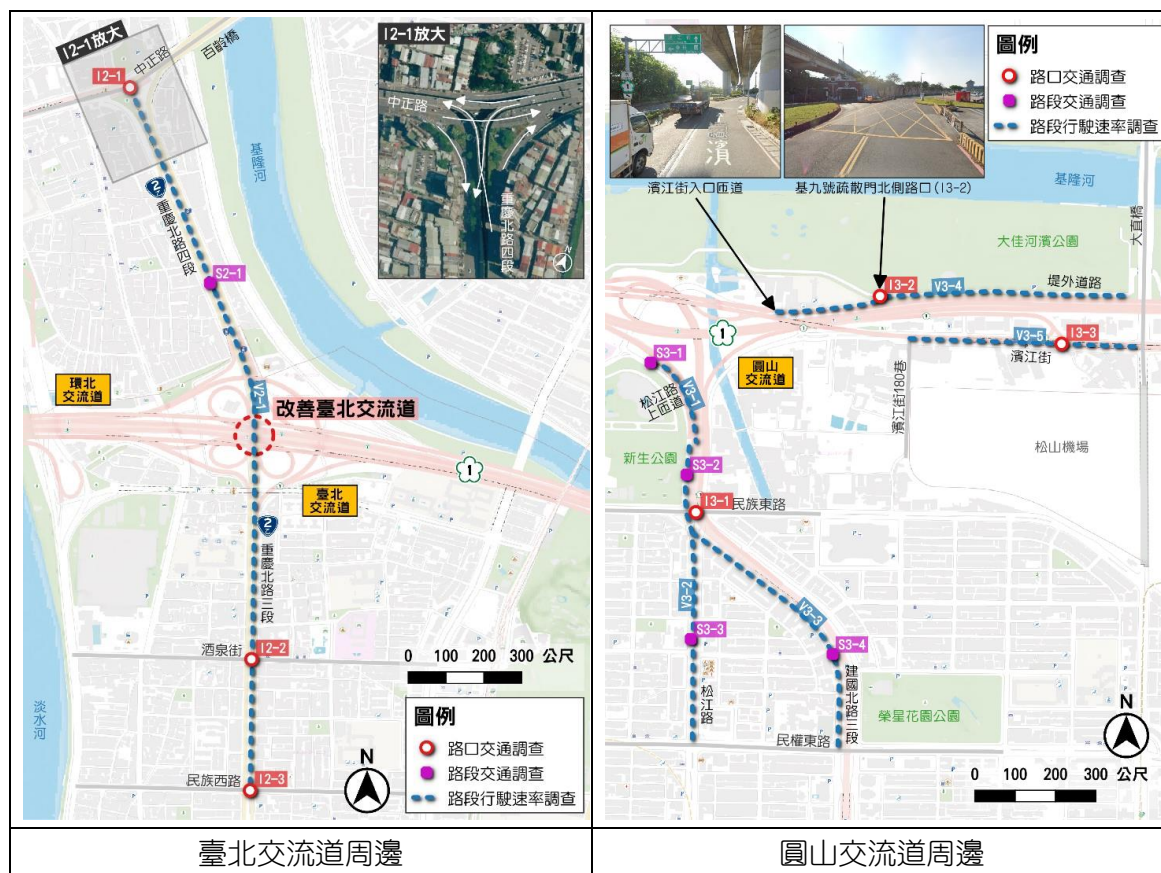 I2-1放大
中正路
百齡橋
I2-1
基隆河
2
重慶北路四段
S2-1
I2-1放大
中正路
重慶北路四段
N
環北
交流道
V2-1
改善臺北交流道
1
臺北
交流道
2
重慶北路三段
酒泉街
I2-2
0 100 200 300 公尺
淡水河
民族西路
I2-3
N
圖例
路口交通調查
路段交通調查
路段行駛速率調查
臺北交流道周邊
濱江街入口匝道
基九號疏散門北側路口(I3-2)
圖例
路口交通調查
路段交通調查
路段行駛速率調查
基隆河
大佳河濱公園
大直橋
I3-2
V3-4
堤外道路
1
V3-5
I3-3
濱江街
S3-1
圓山
交流道
松江路
上匝道
V3-1
濱江街180巷
松山機場
新生公園
S3-2
I3-1
民族東路
V3-2
V3-3
S3-3
S3-4
松江路
建國北路三段
榮星花園公園
民權東路
N
0 100 200 300 公尺
圓山交流道周邊